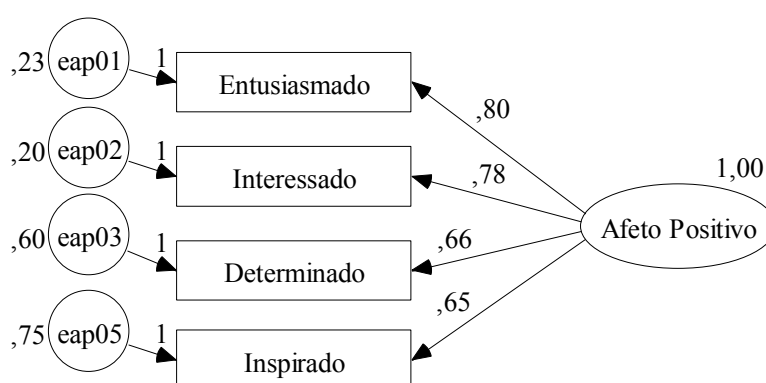 ,23 eap01 1 Entusiasmado
,80
,20 eap02 1 Interessado
,78
1,00
Afeto Positivo
,60 eap03 1 Determinado
,66
,75 eap05 1 Inspirado
,65